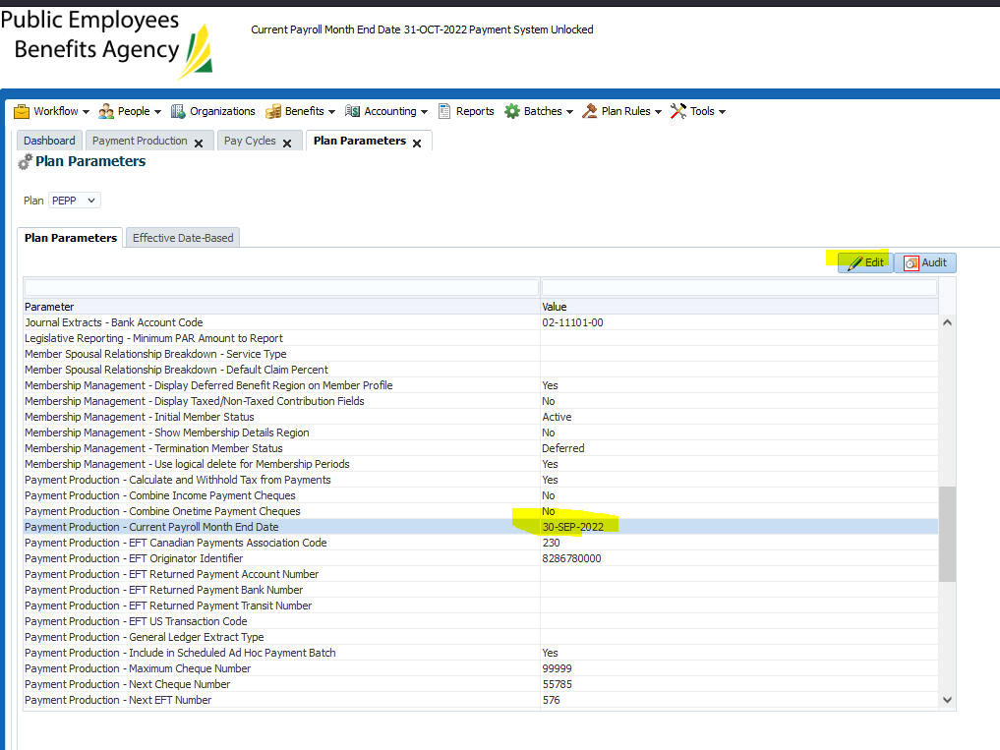 Public Employees
Benefits Agency
Current Payroll Month End Date 31-OCT-2022 Payment System Unlocked
Workflow People Organizations Benefits Accounting Reports Batches Plan Rules Tools
Dashboard Payment Production Pay Cycles Plan Parameters
Plan Parameters
Plan PEPP
Plan Parameters Effective Date-Based
Edit Audit
Parameter Value
Journal Extracts - Bank Account Code 02-11101-00
Legislative Reporting - Minimum PAR Amount to Report
Member Spousal Relationship Breakdown - Service Type
Member Spousal Relationship Breakdown - Default Claim Percent
Membership Management - Display Deferred Benefit Region on Member Profile Yes
Membership Management - Display Taxed/Non-Taxed Contribution Fields No
Membership Management - Initial Member Status Active
Membership Management - Show Membership Details Region No
Membership Management - Termination Member Status Deferred
Membership Management - Use logical delete for Membership Periods Yes
Payment Production - Calculate and Withhold Tax from Payments Yes
Payment Production - Combine Income Payment Cheques No
Payment Production - Combine Onetime Payment Cheques No
Payment Production - Current Payroll Month End Date 30-SEP-2022
Payment Production - EFT Canadian Payments Association Code 230
Payment Production - EFT Originator Identifier 8286780000
Payment Production - EFT Returned Payment Account Number
Payment Production - EFT Returned Payment Bank Number
Payment Production - EFT Returned Payment Transit Number
Payment Production - EFT US Transaction Code
Payment Production - General Ledger Extract Type
Payment Production - Include in Scheduled Ad Hoc Payment Batch Yes
Payment Production - Maximum Cheque Number 99999
Payment Production - Next Cheque Number 55785
Payment Production - Next EFT Number 576